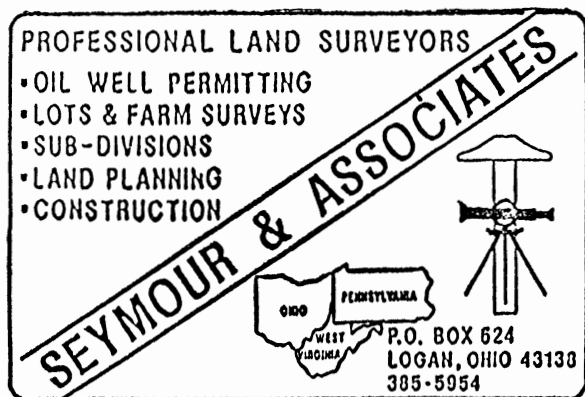 PROFESSIONAL LAND SURVEYORS
▪OIL WELL PERMITTING
▪LOTS & FARM SURVEYS
▪SUB-DIVISIONS
▪LAND PLANNING
▪CONSTRUCTION
SEYMOUR & ASSOCIATES
OHIO
PENNSYLVANIA
WEST
VIRGINIA
P.O. BOX 624
LOGAN, OHIO 43138
385-5954